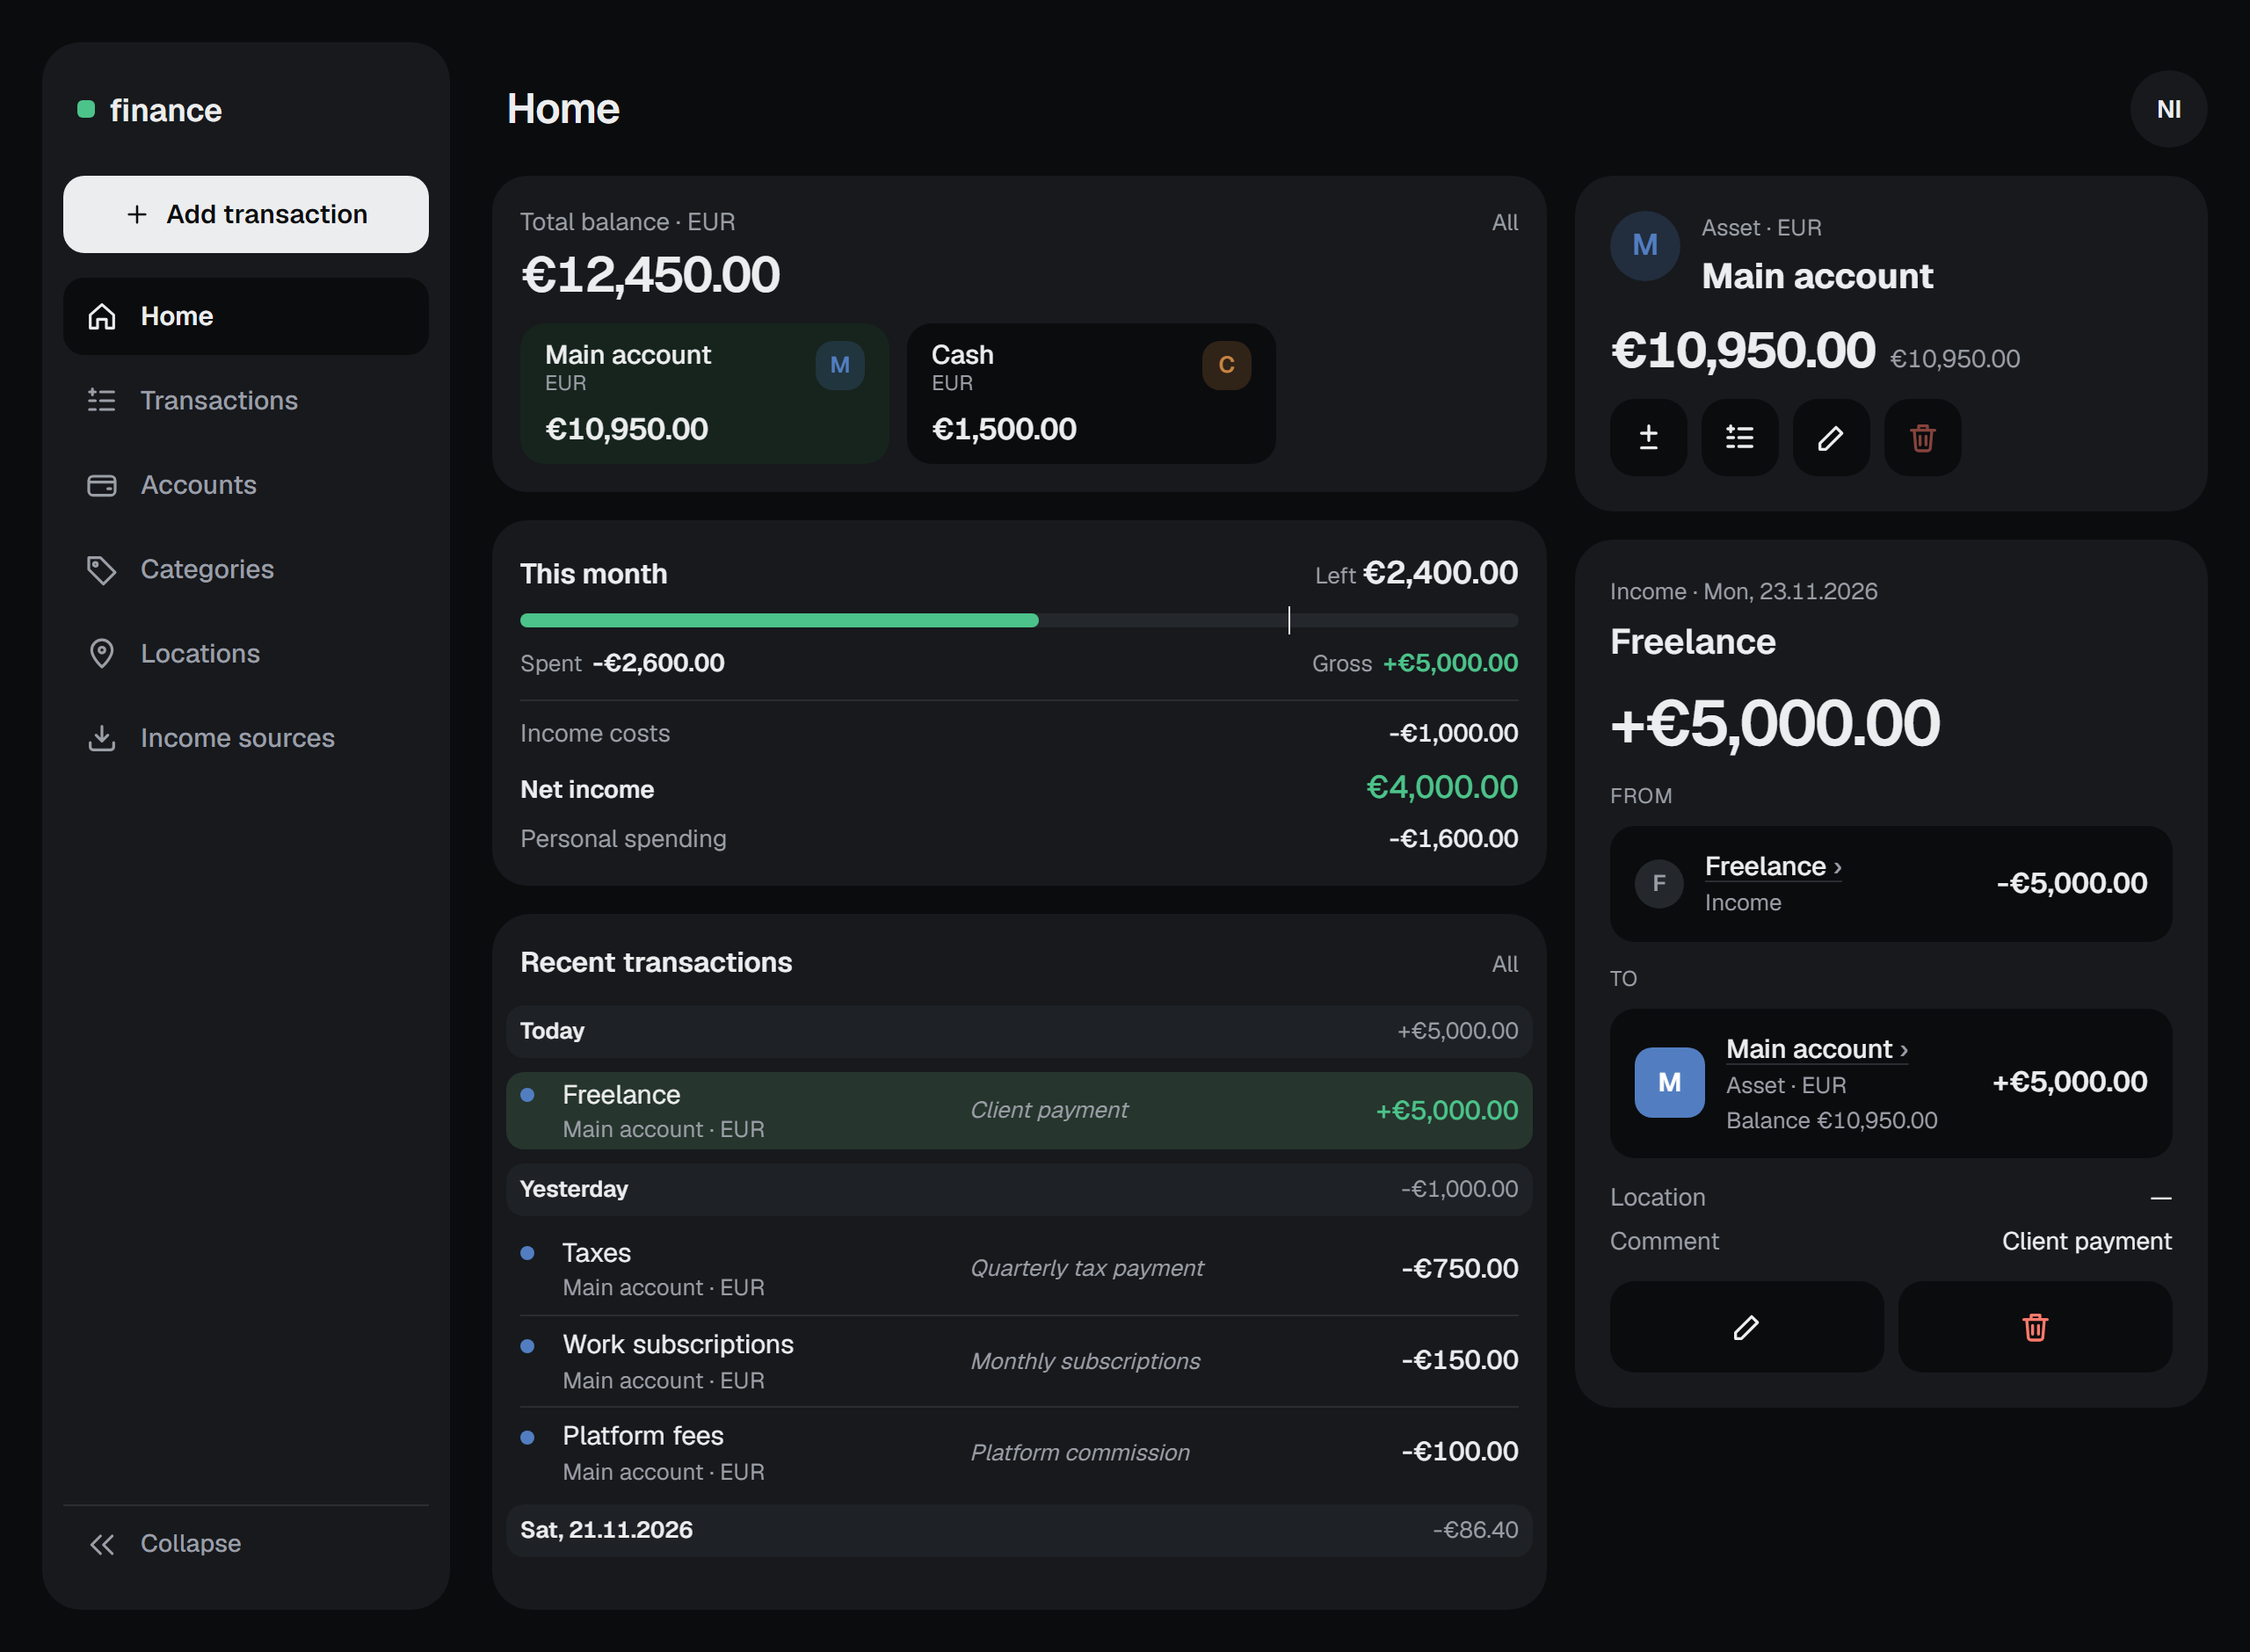 finance
Add transaction
Home
Transactions
Accounts
Categories
Locations
Income sources
Collapse
Home
NI
Total balance · EUR
All
€12,450.00
Main account
EUR
M
€10,950.00
Cash
EUR
C
€1,500.00
This month
Left €2,400.00
Spent -€2,600.00
Gross +€5,000.00
Income costs
-€1,000.00
Net income
€4,000.00
Personal spending
-€1,600.00
Recent transactions
All
Today
+€5,000.00
Freelance
Main account · EUR
Client payment
+€5,000.00
Yesterday
-€1,000.00
Taxes
Main account · EUR
Quarterly tax payment
-€750.00
Work subscriptions
Main account · EUR
Monthly subscriptions
-€150.00
Platform fees
Main account · EUR
Platform commission
-€100.00
Sat, 21.11.2026
-€86.40
M
Asset · EUR
Main account
€10,950.00 €10,950.00
Income · Mon, 23.11.2026
Freelance
+€5,000.00
FROM
F
Freelance ›
Income
-€5,000.00
TO
M
Main account ›
Asset · EUR
Balance €10,950.00
+€5,000.00
Location
—
Comment
Client payment